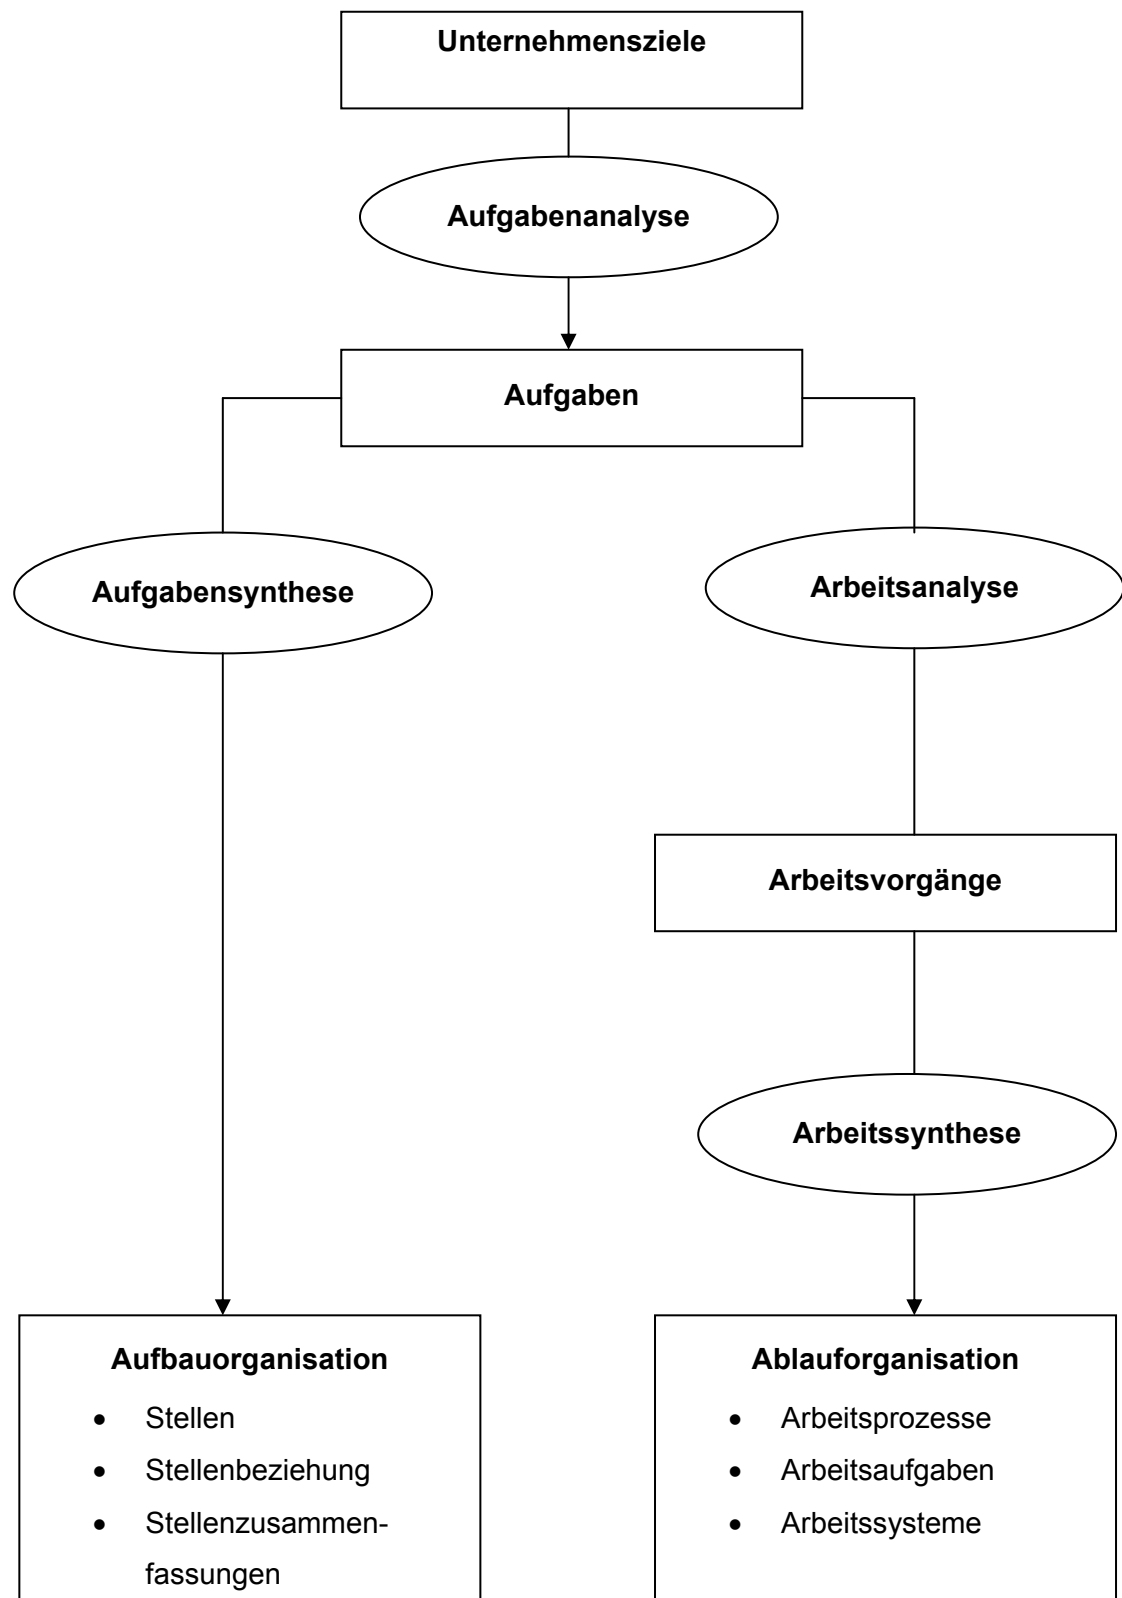 Unternehmensziele
Aufgabenanalyse
Aufgaben
Aufgabensynthese
Arbeitsanalyse
Arbeitsvorgänge
Arbeitssynthese
Aufbauorganisation
• Stellen
• Stellenbeziehung
• Stellenzusammen-
fassungen
Ablauforganisation
• Arbeitsprozesse
• Arbeitsaufgaben
• Arbeitssysteme